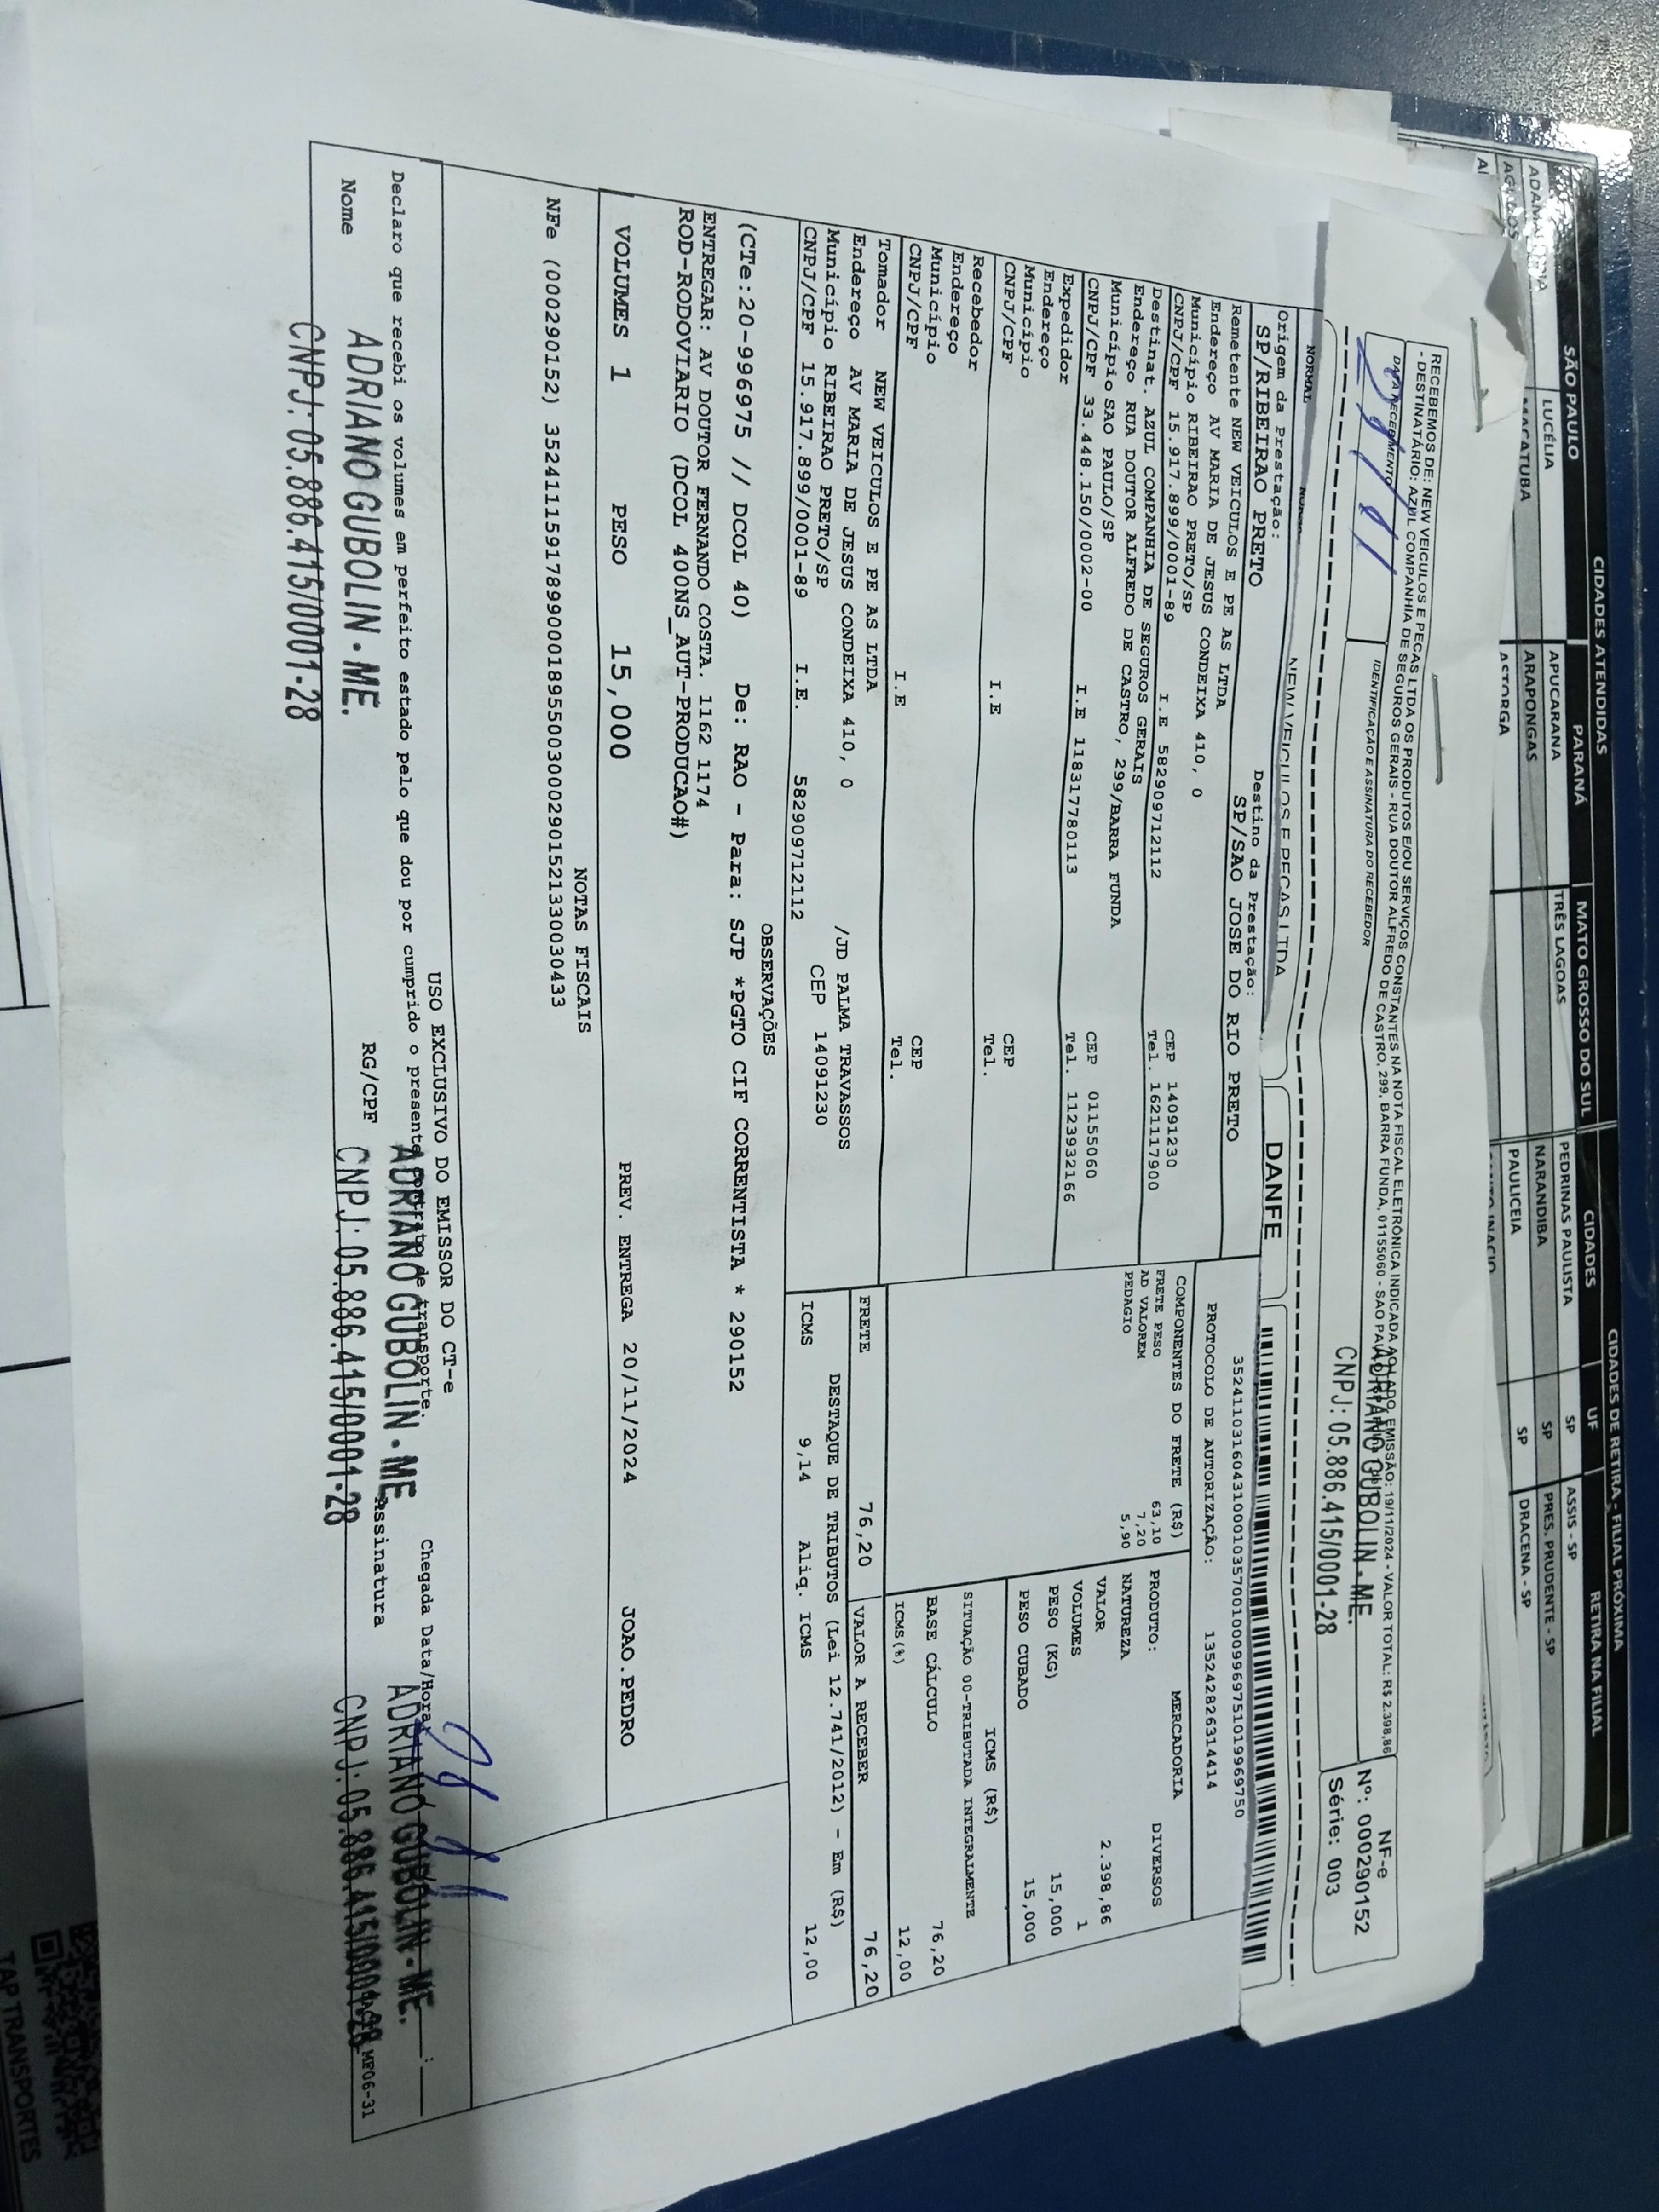 CIDADES ATENDIDAS
CIDADES DE RETIRA - FILIAL PRÓXIMA
SÃO PAULO
PARANÁ
MATO GROSSO DO SUL
CIDADES
UF
RETIRA NA FILIAL
LUCÉLIA
APUCARANA
TRÊS LAGOAS
PEDRINAS PAULISTA
SP
ASSIS - SP
MACATUBA
ARAPONGAS
NARANDIBA
SP
PRES. PRUDENTE - SP
ASTORGA
PAULICEIA
SP
DRACENA - SP
RECEBEMOS DE: NEW VEICULOS E PECAS LTDA OS PRODUTOS E/OU SERVIÇOS CONSTANTES NA NOTA FISCAL ELETRÔNICA INDICADA AO LADO. EMISSÃO: 19/11/2024 - VALOR TOTAL: R$ 2.398,86
- DESTINATÁRIO: AZUL COMPANHIA DE SEGUROS GERAIS - RUA DOUTOR ALFREDO DE CASTRO, 299, BARRA FUNDA, 01155060 - SAO PAULO
DATA RECEBIMENTO
IDENTIFICAÇÃO E ASSINATURA DO RECEBEDOR
ADRIANO GUBOLIN - ME.
CNPJ: 05.886.415/0001-28
NF-e
Nº: 000290152
Série: 003
NORMAL
NEW VEICULOS E PECAS LTDA
DANFE
Origem da Prestação:
SP/RIBEIRAO PRETO
Destino da Prestação:
SP/SAO JOSE DO RIO PRETO
35241103160431000103570010009969751019969750
PROTOCOLO DE AUTORIZAÇÃO: 135242826314414
Remetente NEW VEICULOS E PE AS LTDA
Endereço AV MARIA DE JESUS CONDEIXA 410, 0
Município RIBEIRAO PRETO/SP CEP 14091230
CNPJ/CPF 15.917.899/0001-89 I.E 582909712112 Tel. 1621117900
Destinat. AZUL COMPANHIA DE SEGUROS GERAIS
Endereço RUA DOUTOR ALFREDO DE CASTRO, 299/BARRA FUNDA
Município SAO PAULO/SP CEP 01155060
CNPJ/CPF 33.448.150/0002-00 I.E 118317780113 Tel. 1123932166
Expedidor
Endereço
Município CEP
CNPJ/CPF I.E Tel.
Recebedor
Endereço
Município CEP
CNPJ/CPF I.E Tel.
Tomador NEW VEICULOS E PE AS LTDA
Endereço AV MARIA DE JESUS CONDEIXA 410, 0 /JD PALMA TRAVASSOS
Município RIBEIRAO PRETO/SP CEP 14091230
CNPJ/CPF 15.917.899/0001-89 I.E. 582909712112
COMPONENTES DO FRETE (R$)
FRETE PESO 63,10
AD VALOREM 7,20
PEDAGIO 5,90
PRODUTO: MERCADORIA
NATUREZA DIVERSOS
VALOR 2.398,86
VOLUMES 1
PESO (KG) 15,000
PESO CUBADO 15,000
ICMS (R$)
SITUAÇÃO 00-TRIBUTADA INTEGRALMENTE
BASE CÁLCULO 76,20
ICMS(%) 12,00
FRETE 76,20
VALOR A RECEBER 76,20
DESTAQUE DE TRIBUTOS (Lei 12.741/2012) - Em (R$)
ICMS 9,14 Aliq. ICMS 12,00
OBSERVAÇÕES
(CTe:20-996975 // DCOL 40) De: RAO - Para: SJP *PGTO CIF CORRENTISTA * 290152
ENTREGAR: AV DOUTOR FERNANDO COSTA. 1162 1174
ROD-RODOVIARIO (DCOL 400NS_AUT-PRODUCAO#)
VOLUMES 1 PESO 15,000 PREV. ENTREGA 20/11/2024 JOAO.PEDRO
NOTAS FISCAIS
NFe (000290152) 35241115917899000189550030002901521330030433
USO EXCLUSIVO DO EMISSOR DO CT-e
Declaro que recebi os volumes em perfeito estado pelo que dou por cumprido o presente contrato de transporte.
Chegada Data/Hora
Nome
ADRIANO GUBOLIN - ME.
CNPJ: 05.886.415/0001-28
RG/CPF
ADRIANO GUBOLIN - ME
CNPJ: 05.886.415/0001-28
Assinatura
ADRIANO GUBOLIN - ME.
CNPJ: 05.886.415/0001-28
MF06-31
TAP TRANSPORTES